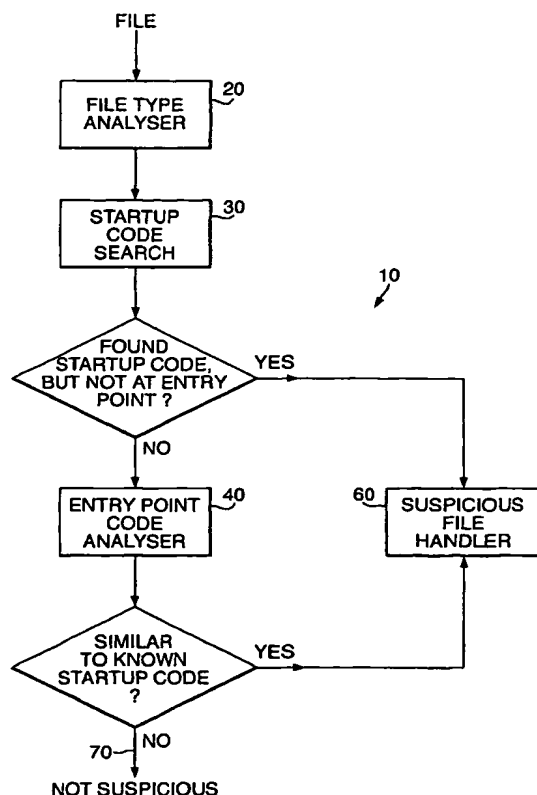 FILE
20
FILE TYPE
ANALYSER
30
STARTUP
CODE
SEARCH
10
FOUND
STARTUP CODE,
BUT NOT AT ENTRY
POINT ?
YES
NO
40
ENTRY POINT
CODE
ANALYSER
60
SUSPICIOUS
FILE
HANDLER
SIMILAR
TO KNOWN
STARTUP CODE
?
YES
70
NO
NOT SUSPICIOUS